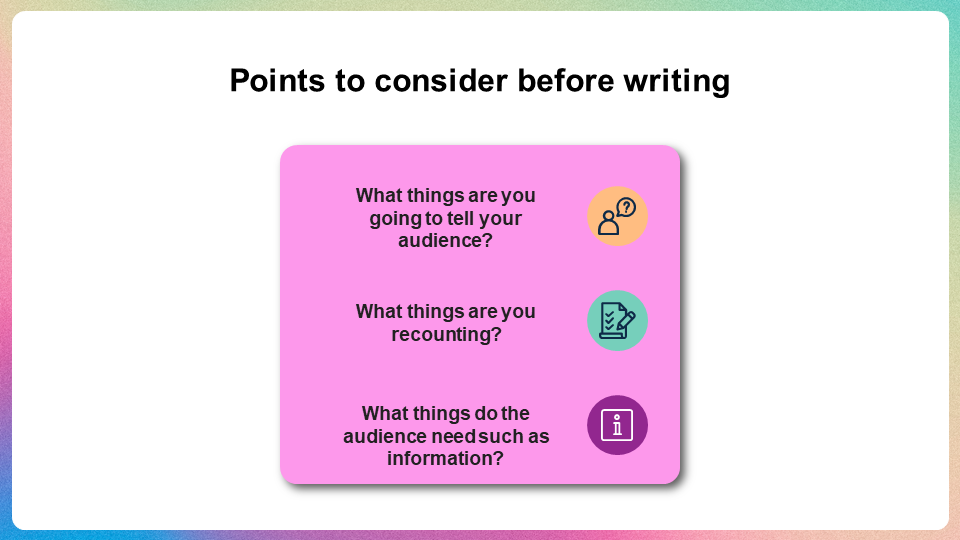 Points to consider before writing
What things are you
going to tell your
audience?
What things are you
recounting?
What things do the
audience need such as
information?